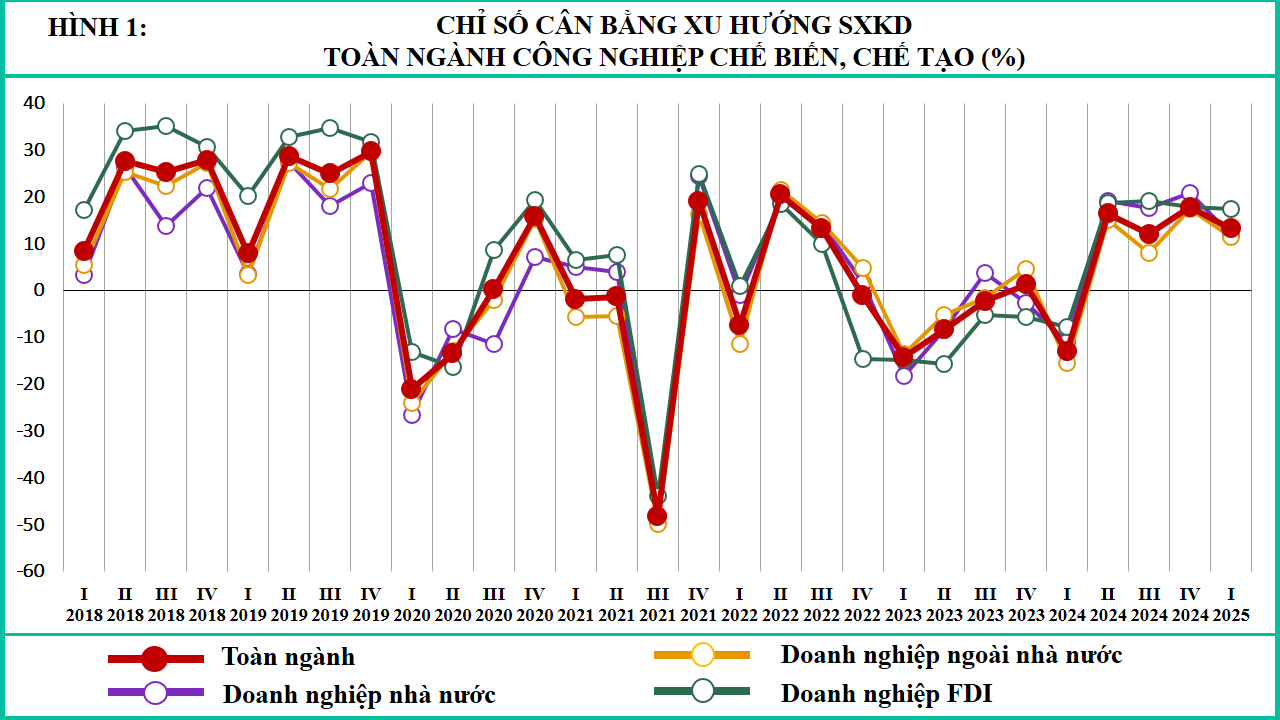 HÌNH 1:
CHỈ SỐ CÂN BẰNG XU HƯỚNG SXKD
TOÀN NGÀNH CÔNG NGHIỆP CHẾ BIẾN, CHẾ TẠO (%)
40
30
20
10
0
-10
-20
-30
-40
-50
-60
I II III IV I II III IV I II III IV I II III IV I II III IV I II III IV I II III IV I
2018 2018 2018 2018 2019 2019 2019 2019 2020 2020 2020 2020 2021 2021 2021 2021 2022 2022 2022 2022 2023 2023 2023 2023 2024 2024 2024 2024 2025
Toàn ngành
Doanh nghiệp ngoài nhà nước
Doanh nghiệp nhà nước
Doanh nghiệp FDI